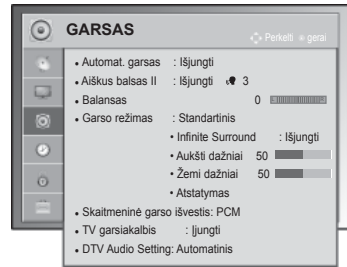 GARSAS
Perkelti gerai
• Automat. garsas : Išjungti
• Aiškus balsas II : Išjungti 3
• Balansas 0
• Garso režimas : Standartinis
• Infinite Surround : Išjungti
• Aukšti dažniai 50
• Žemi dažniai 50
• Atstatymas
• Skaitmeninė garso išvestis: PCM
• TV garsiakalbis : Įjungti
• DTV Audio Setting: Automatinis